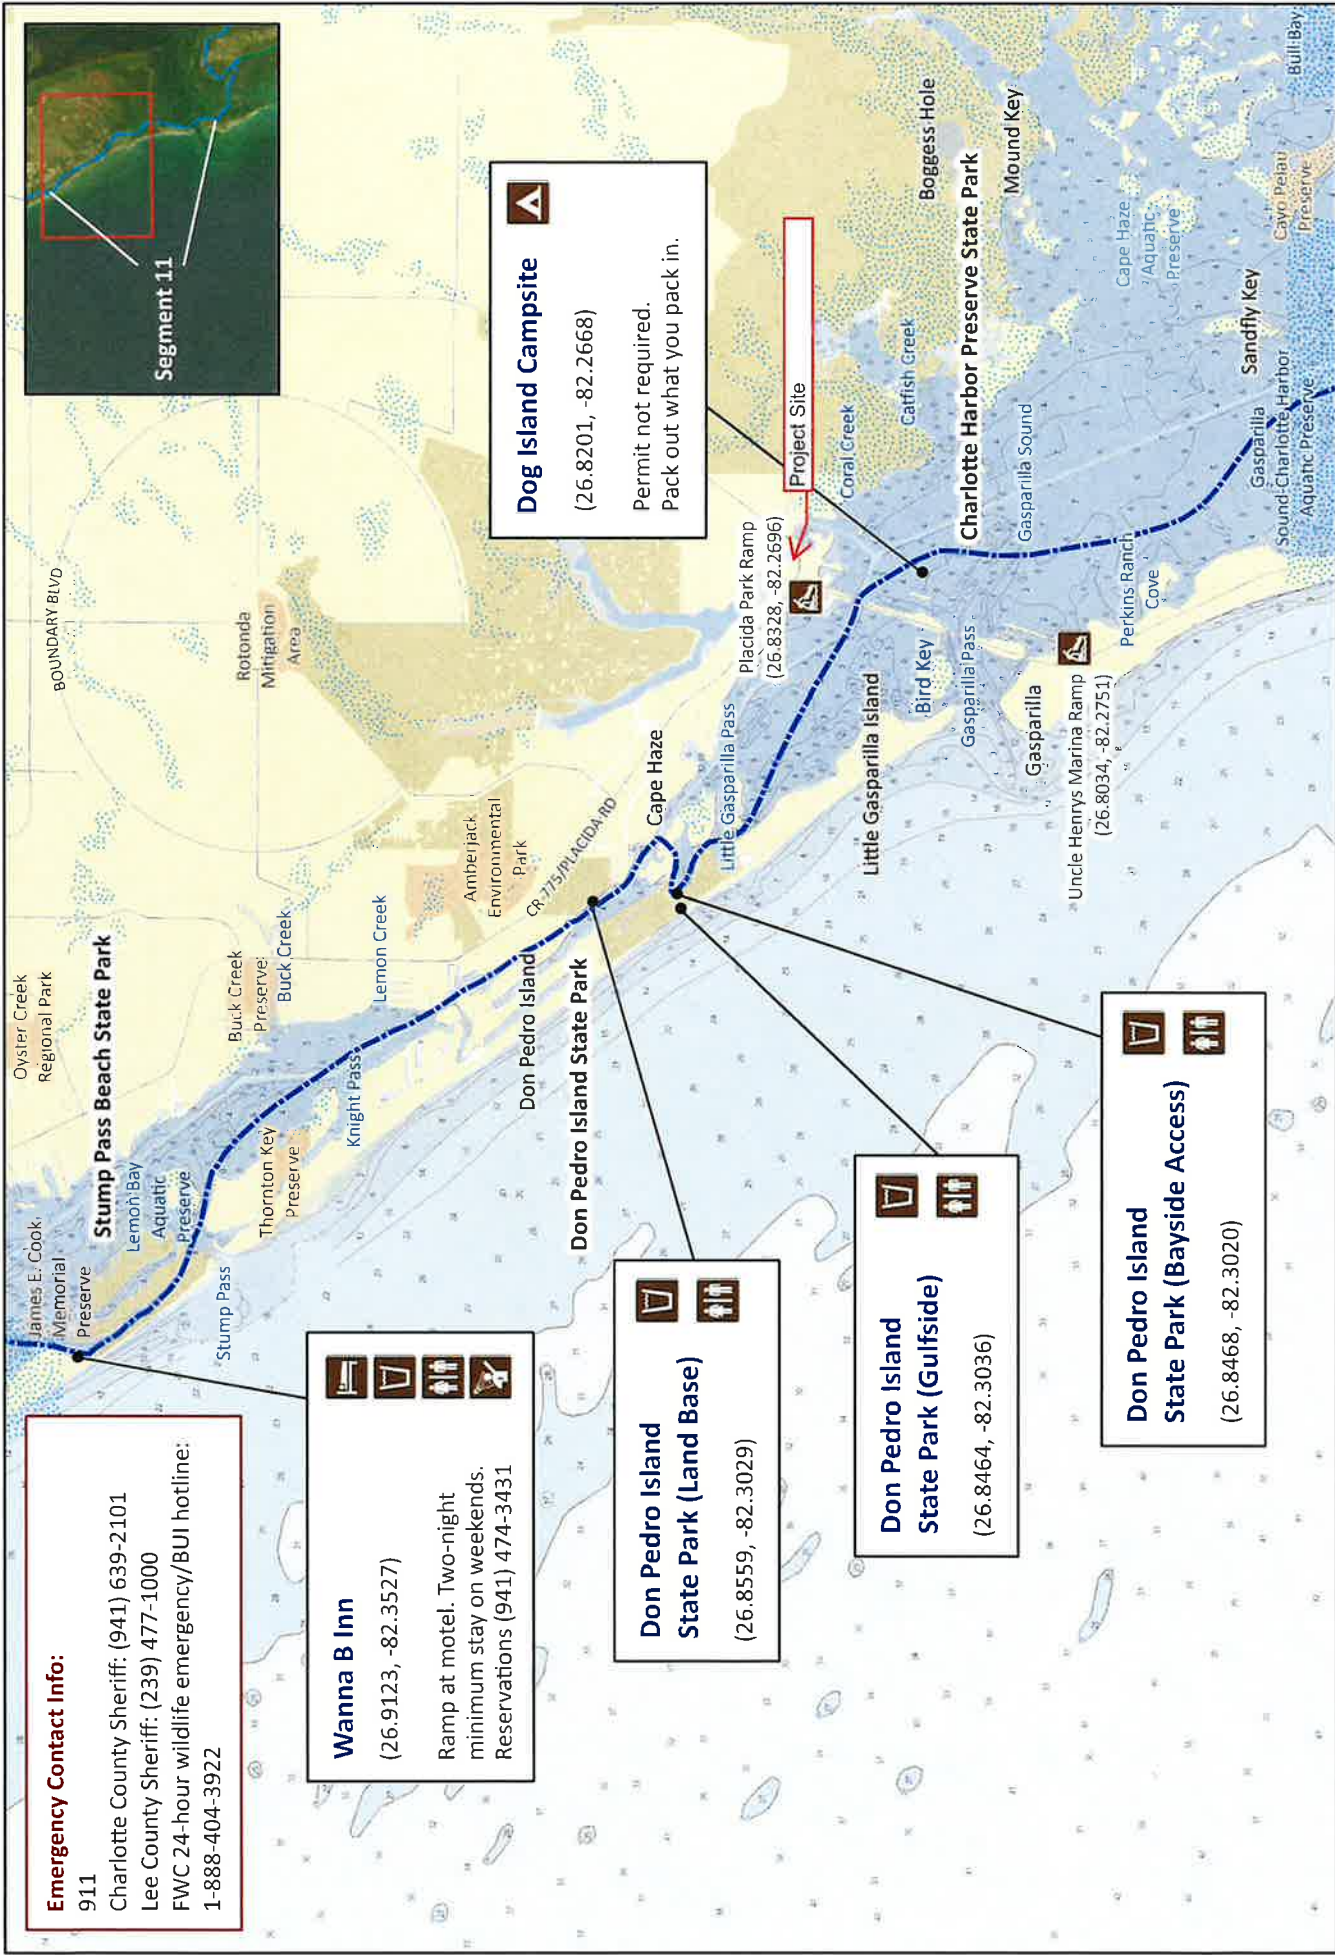 Emergency Contact Info:
911
Charlotte County Sheriff: (941) 639-2101
Lee County Sheriff: (239) 477-1000
FWC 24-hour wildlife emergency/BUI hotline:
1-888-404-3922
Wanna B Inn
(26.9123, -82.3527)
Ramp at motel. Two-night
minimum stay on weekends.
Reservations (941) 474-3431
Don Pedro Island
State Park (Land Base)
(26.8559, -82.3029)
Don Pedro Island
State Park (Gulfside)
(26.8464, -82.3036)
Don Pedro Island
State Park (Bayside Access)
(26.8468, -82.3020)
James E. Cook
Memorial
Preserve
Oyster Creek
Regional Park
Stump Pass Beach State Park
Lemon Bay
Aquatic
Preserve
Stump Pass
Thornton Key
Preserve
Buck Creek
Preserve
Buck Creek
Knight Pass
Lemon Creek
Don Pedro Island
Don Pedro Island State Park
BOUNDARY BLVD
Rotonda
Mitigation
Area
Amberjack
Environmental
Park
CR-775/PLACIDA RD
Cape Haze
Little Gasparilla Pass
Placida Park Ramp
(26.8328, -82.2696)
Little Gasparilla Island
Bird Key
Gasparilla Pass
Gasparilla
Uncle Henrys Marina Ramp
(26.8034, -82.2751)
Segment 11
Dog Island Campsite
(26.8201, -82.2668)
Permit not required.
Pack out what you pack in.
Project Site
Coral Creek
Catfish Creek
Boggess Hole
Charlotte Harbor Preserve State Park
Mound Key
Gasparilla Sound
Perkins Ranch
Cove
Cape Haze
Aquatic
Preserve
Sandfly Key
Gasparilla
Sound-Charlotte Harbor
Aquatic Preserve
Cayo Pelau
Preserve
Bull Bay